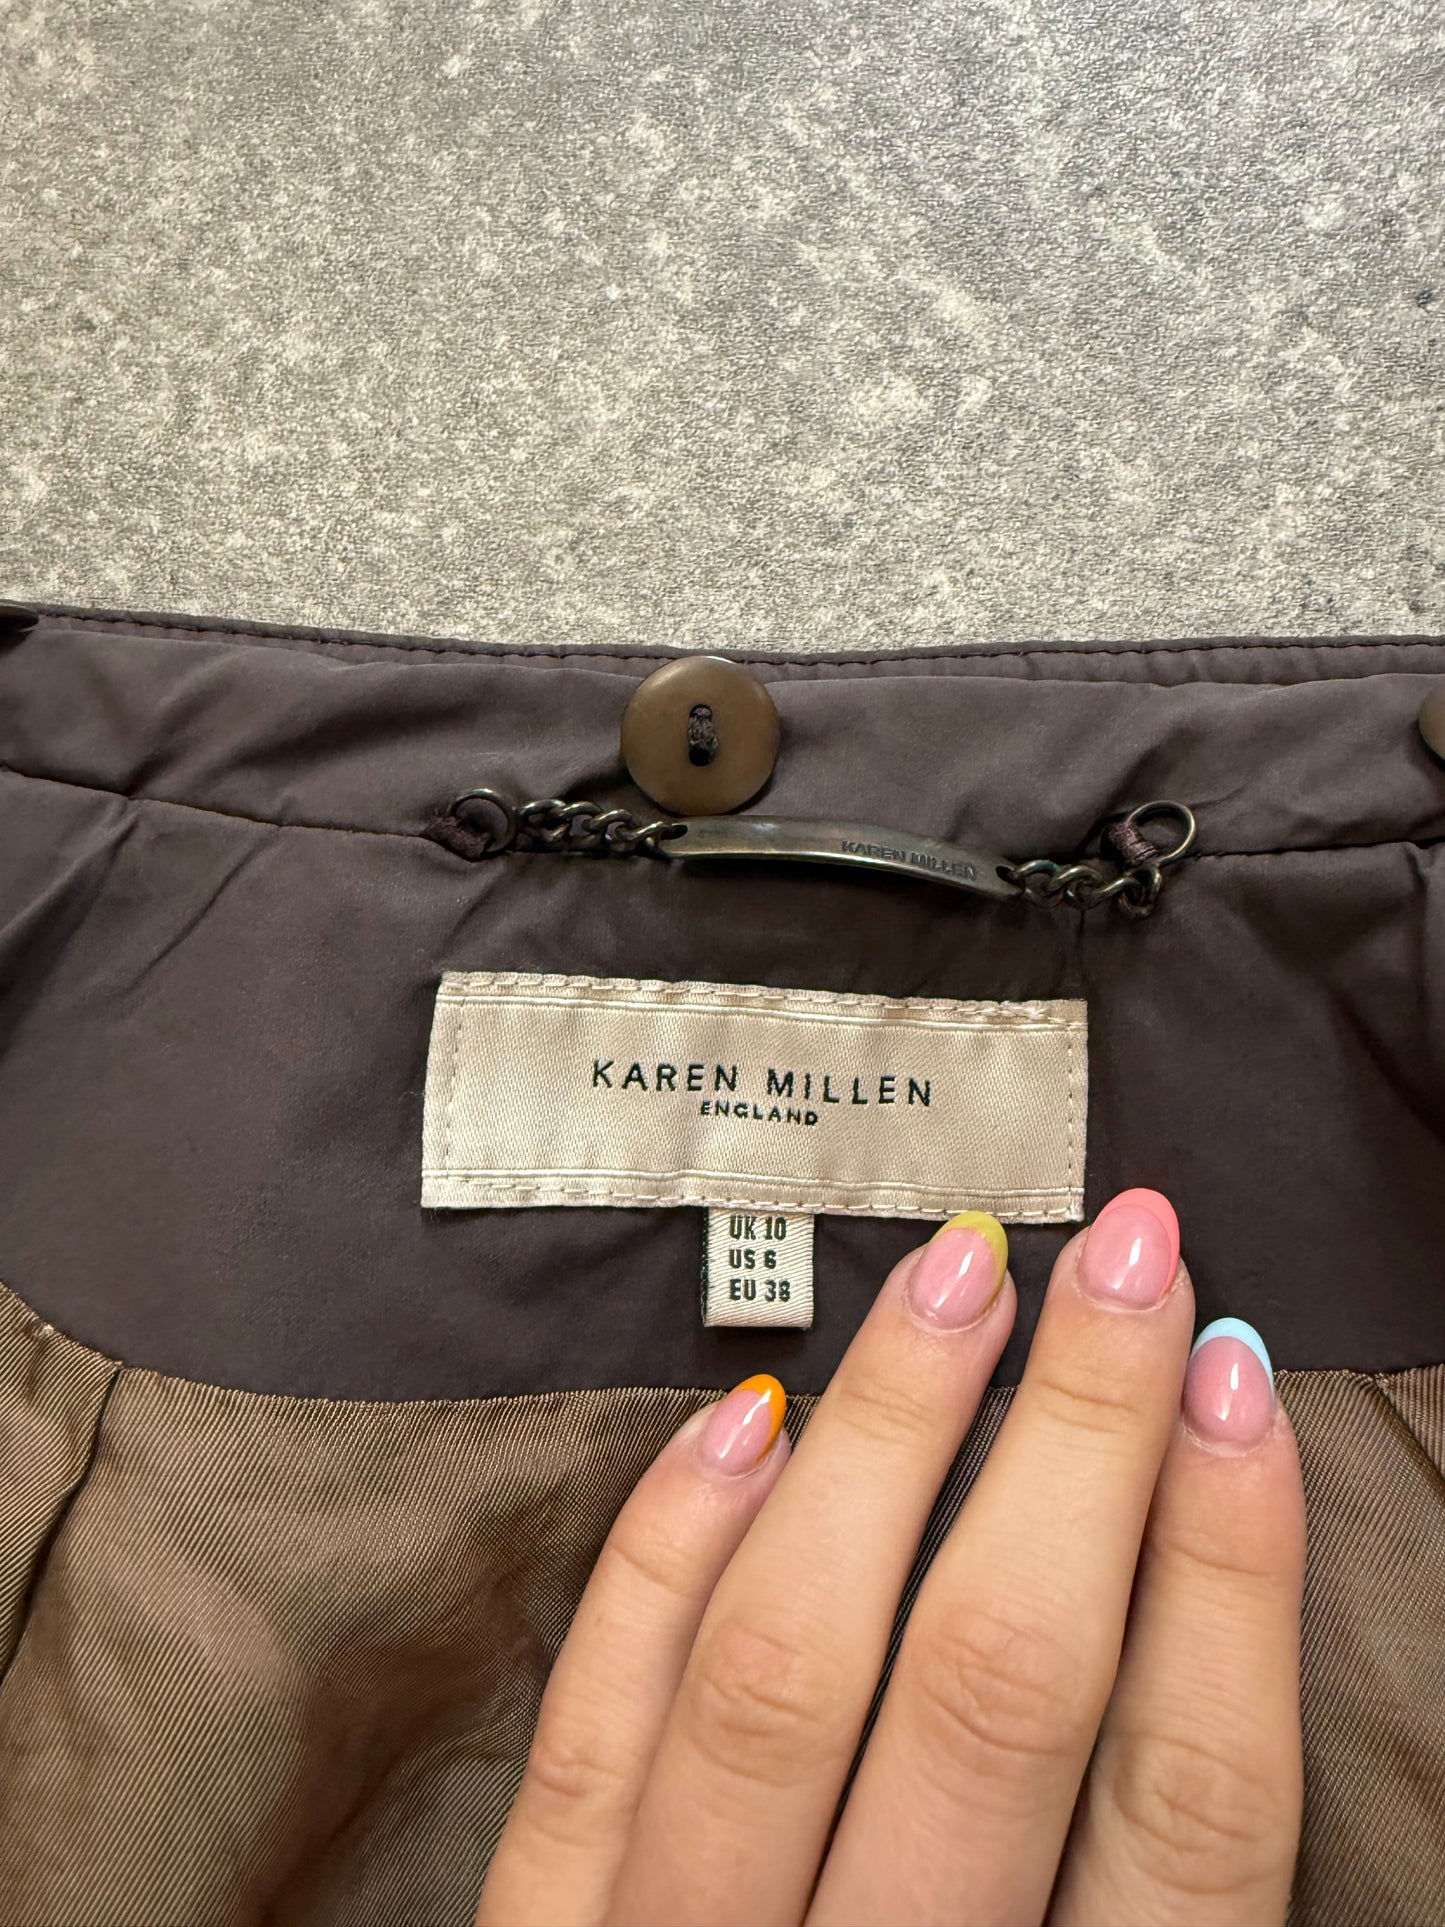 KAREN MILLEN
KAREN MILLEN
ENGLAND
UK 10
US 6
EU 38